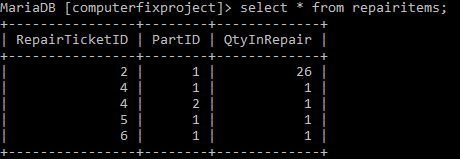 MariaDB [computerfixproject]> select * from repairitems;
+----------------+--------+-------------+
| RepairTicketID | PartID | QtyInRepair |
+----------------+--------+-------------+
|              2 |      1 |          26 |
|              4 |      1 |           1 |
|              4 |      2 |           1 |
|              5 |      1 |           1 |
|              6 |      1 |           1 |
+----------------+--------+-------------+